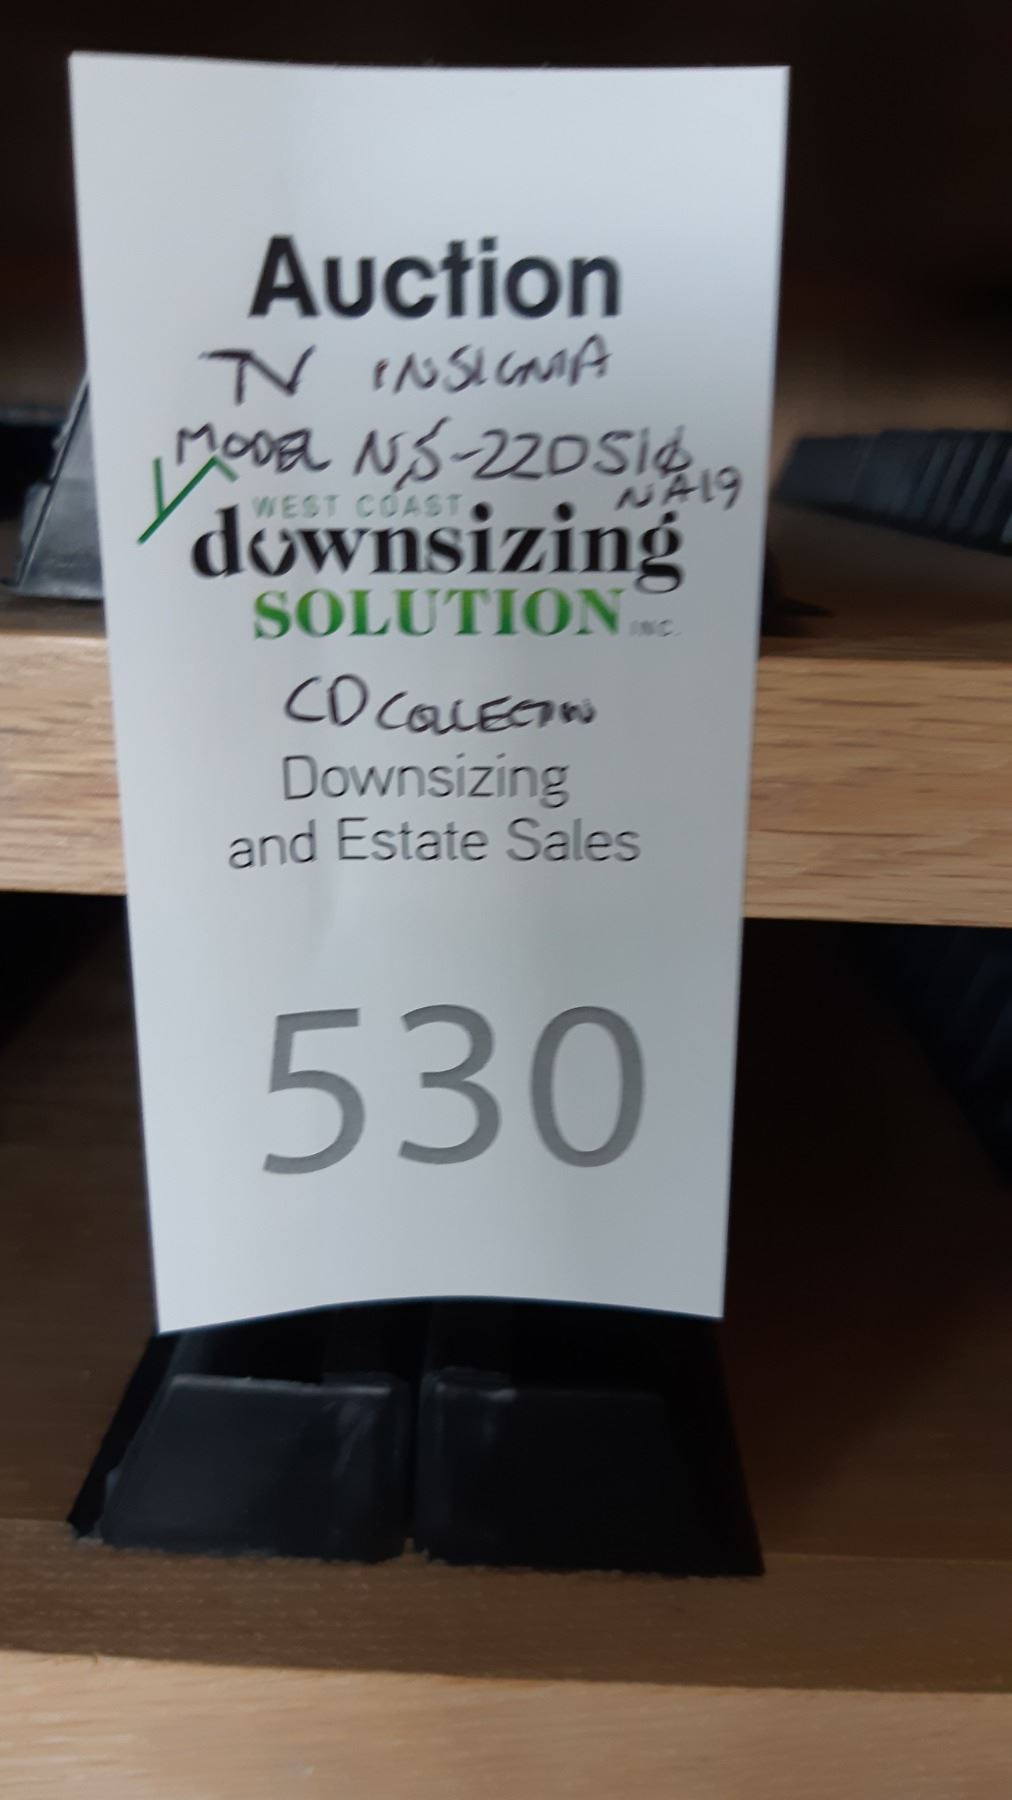 Auction
TV INSIGNIA
MODEL NS-22D510
NA19
WEST COAST
downsizing
SOLUTION INC.
CD COLLECTION
Downsizing
and Estate Sales
530